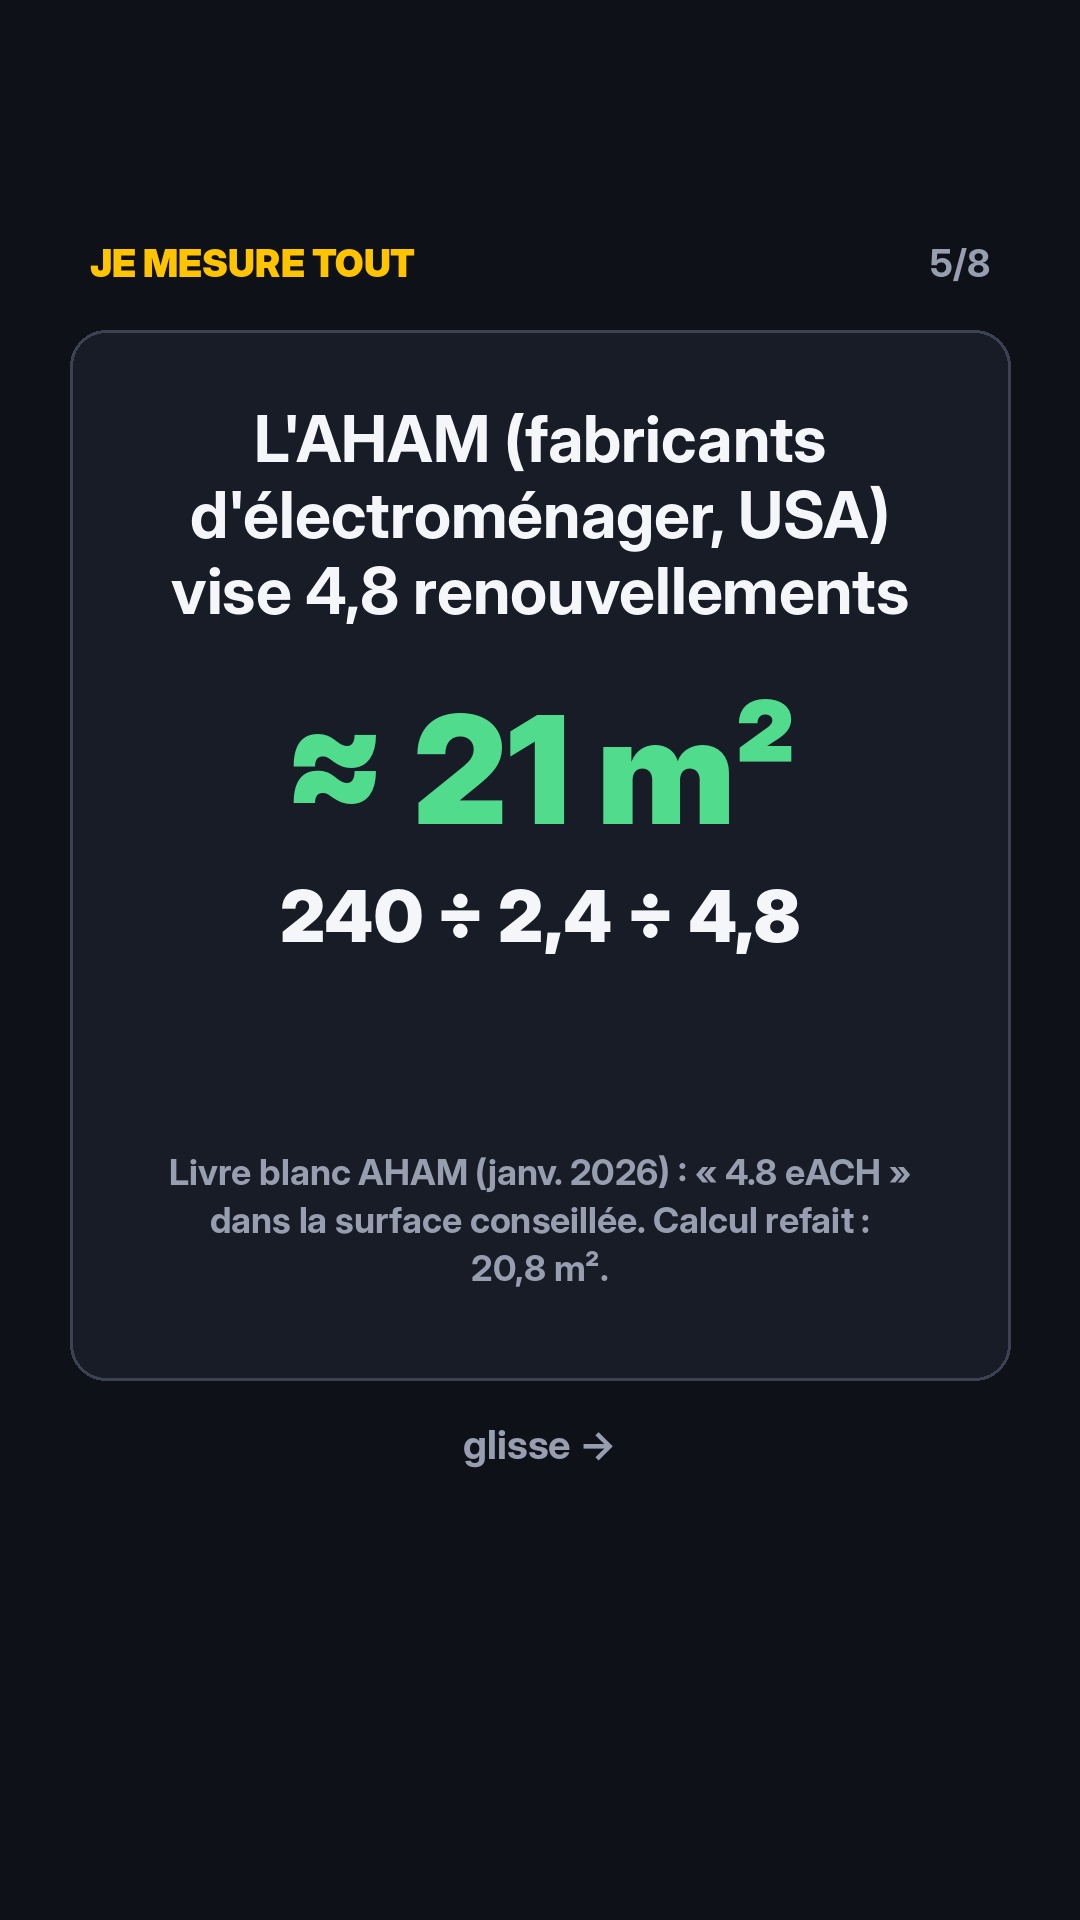 JE MESURE TOUT
5/8
L'AHAM (fabricants
d'électroménager, USA)
vise 4,8 renouvellements
≈ 21 m²
240 ÷ 2,4 ÷ 4,8
Livre blanc AHAM (janv. 2026) : « 4.8 eACH »
dans la surface conseillée. Calcul refait :
20,8 m².
glisse →